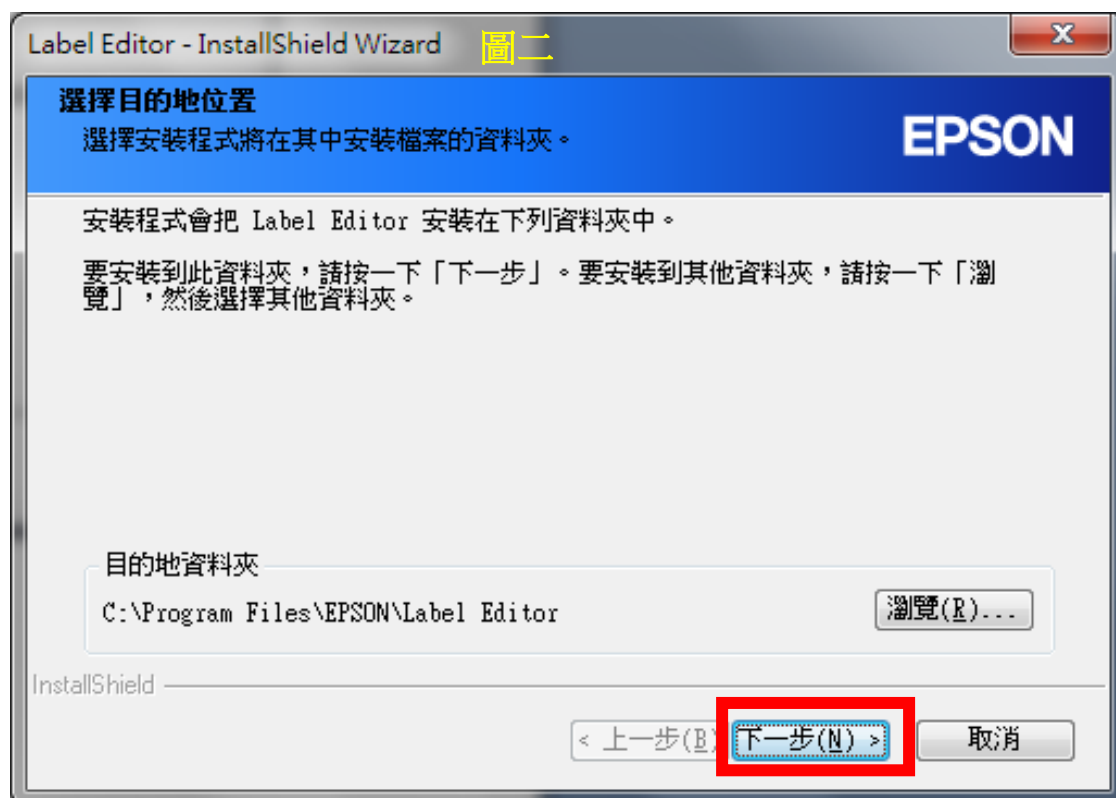 Label Editor - InstallShield Wizard 圖二
選擇目的地位置
選擇安裝程式將在其中安裝檔案的資料夾。
EPSON
安裝程式會把 Label Editor 安裝在下列資料夾中。
要安裝到此資料夾，請按一下「下一步」。要安裝到其他資料夾，請按一下「瀏
覽」，然後選擇其他資料夾。
目的地資料夾
C:\Program Files\EPSON\Label Editor
瀏覽(R)...
InstallShield
< 上一步(B) 下一步(N) > 取消